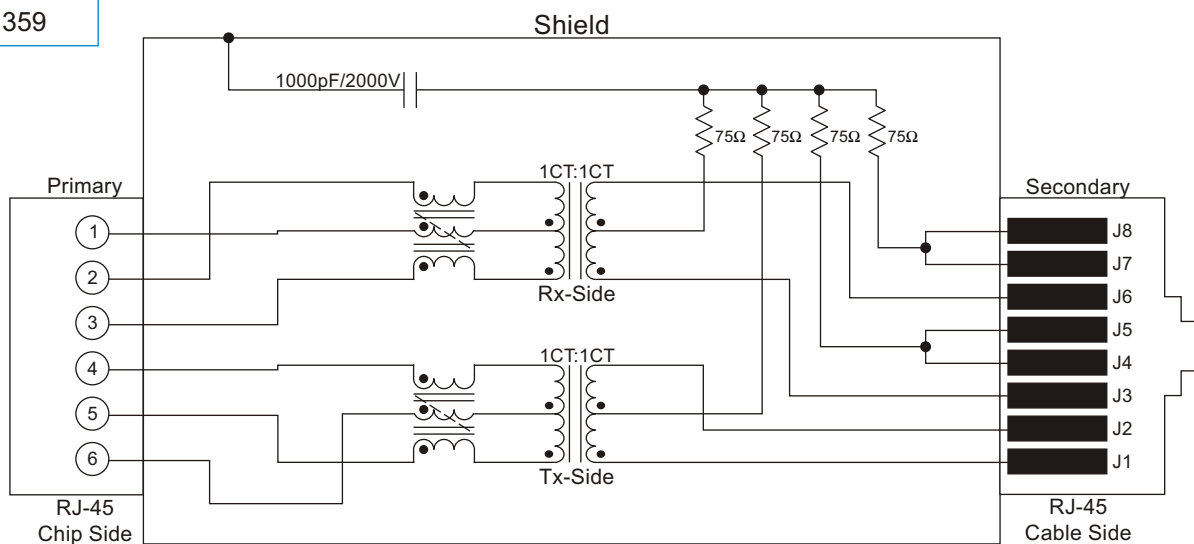 359
Shield
1000pF/2000V
75Ω
75Ω
75Ω
75Ω
1CT:1CT
Primary
Secondary
1
2
3
4
5
6
J8
J7
J6
J5
J4
J3
J2
J1
Rx-Side
1CT:1CT
Tx-Side
RJ-45
Chip Side
RJ-45
Cable Side